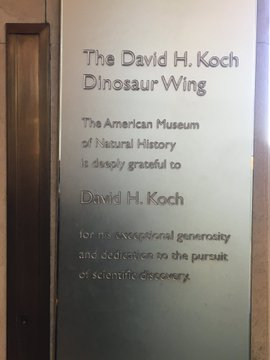 The David H. Koch
Dinosaur Wing
The American Museum
of Natural History
is deeply grateful to
David H. Koch
for his exceptional generosity
and dedication to the pursuit
of scientific discovery.